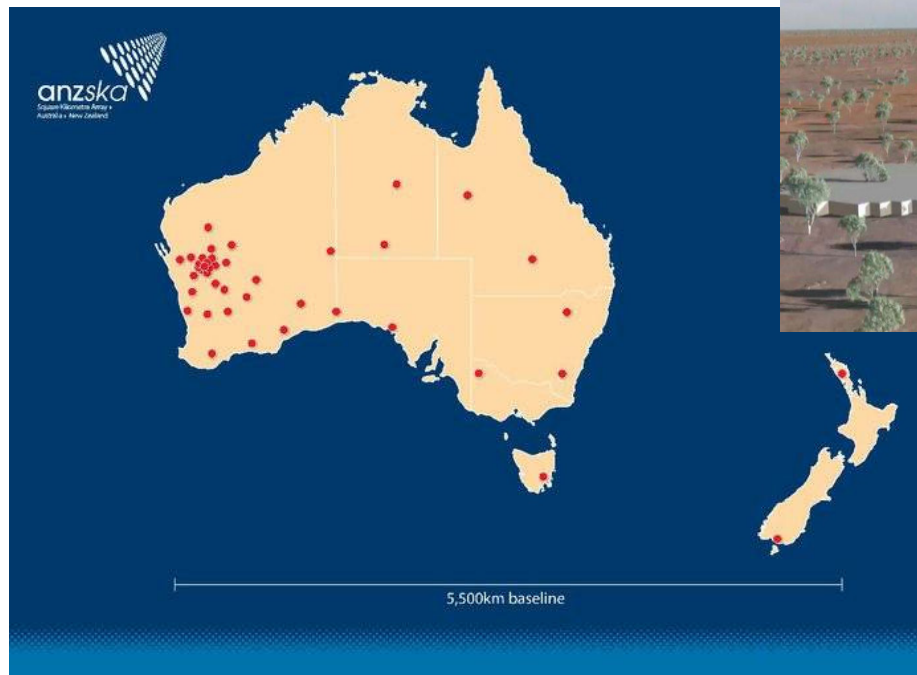 anzska
Square Kilometre Array •
Australia • New Zealand
5,500km baseline